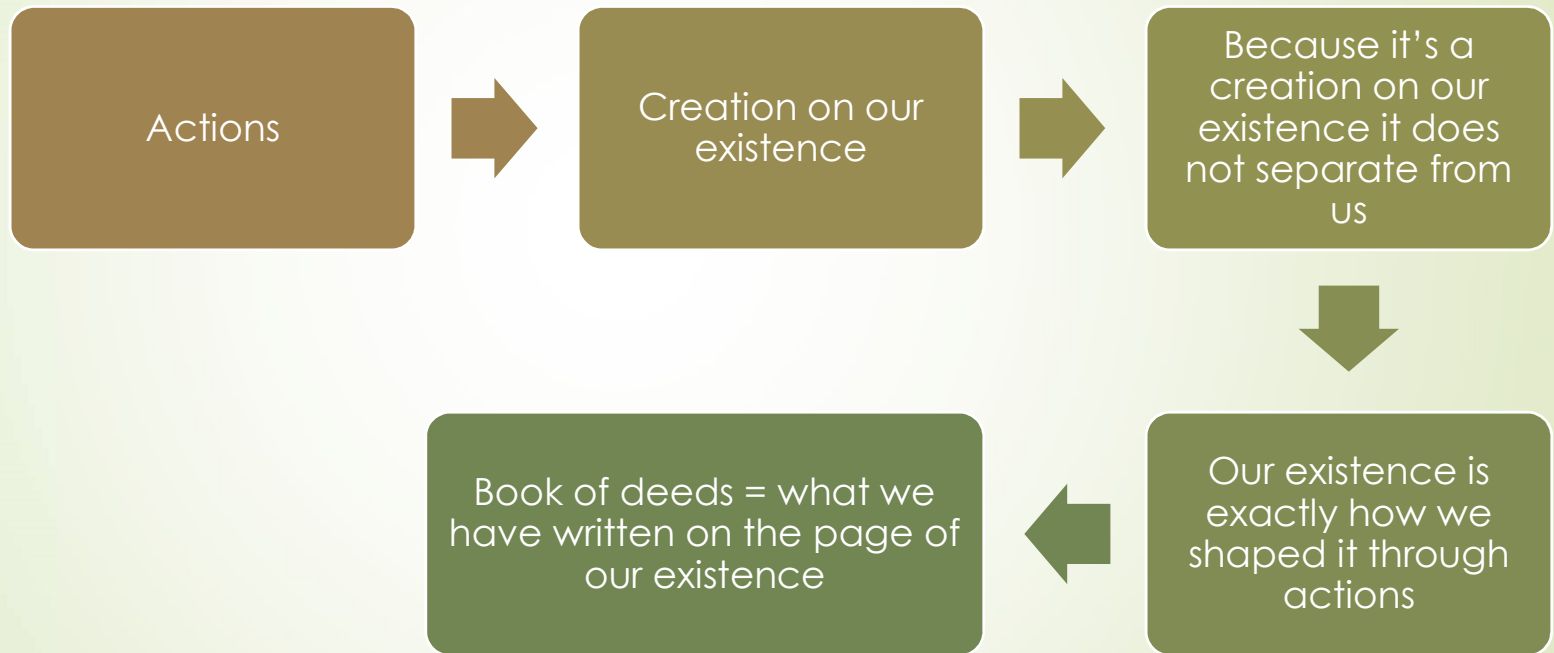 Actions
Creation on our
existence
Because it’s a
creation on our
existence it does
not separate from
us
Our existence is
exactly how we
shaped it through
actions
Book of deeds = what we
have written on the page of
our existence